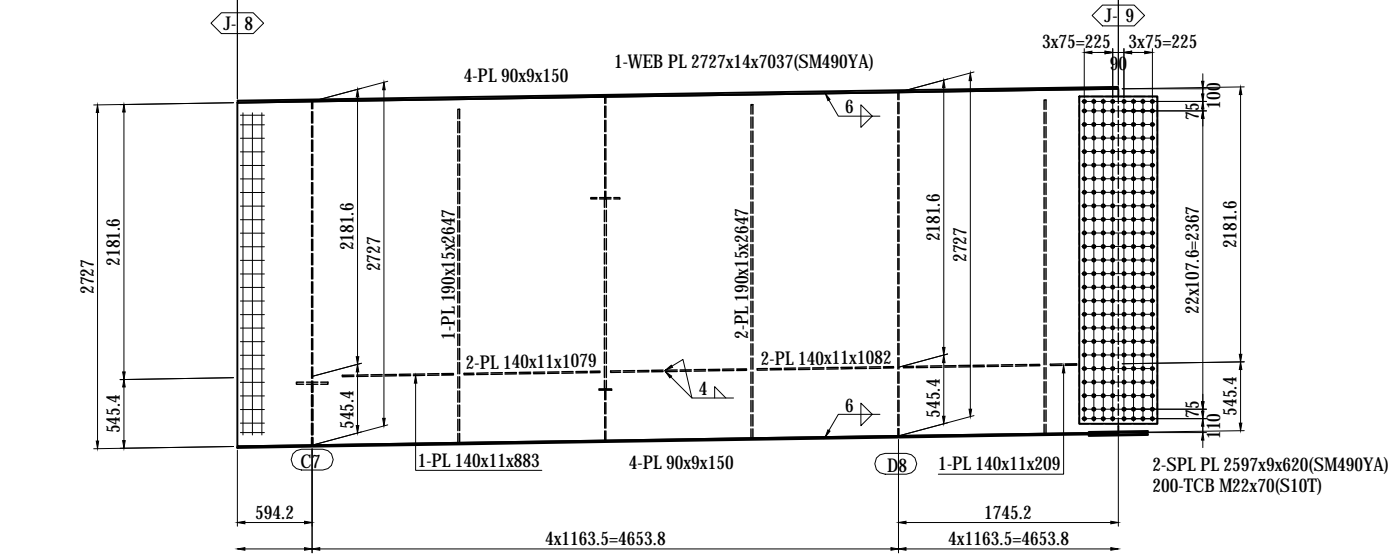 J- 8
J- 9
3x75=225
3x75=225
90
1-WEB PL 2727x14x7037(SM490YA)
4-PL 90x9x150
6
100
75
2181.6
2727
2181.6
2727
2181.6
2727
1-PL 190x15x2647
2-PL 190x15x2647
22x107.6=2367
2181.6
2-PL 140x11x1079
2-PL 140x11x1082
4
545.4
545.4
6
545.4
75
110
545.4
C7
1-PL 140x11x883
4-PL 90x9x150
D8
1-PL 140x11x209
2-SPL PL 2597x9x620(SM490YA)
200-TCB M22x70(S10T)
594.2
1745.2
4x1163.5=4653.8
4x1163.5=4653.8